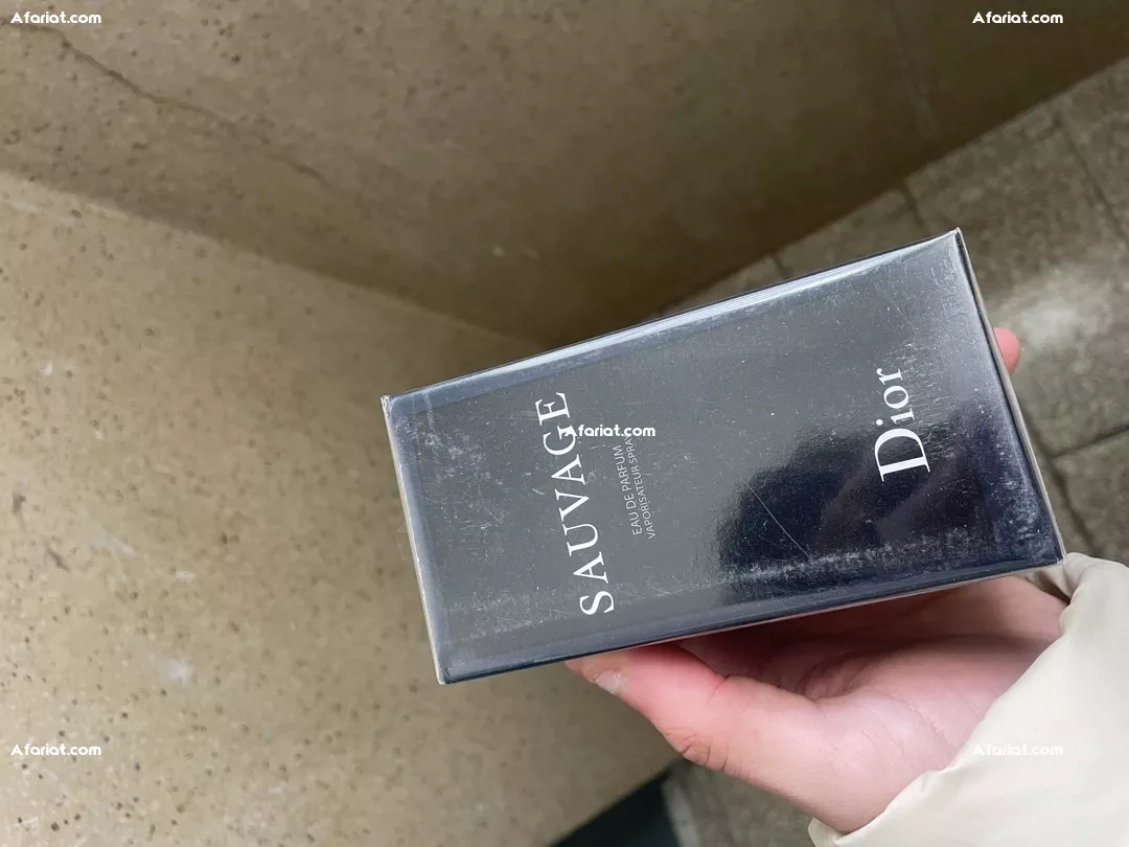 Afariat.com
Afariat.com
SAUVAGE
Afariat.com
EAU DE PARFUM
VAPORISATEUR SPRAY
Dior
Afariat.com
Afariat.com